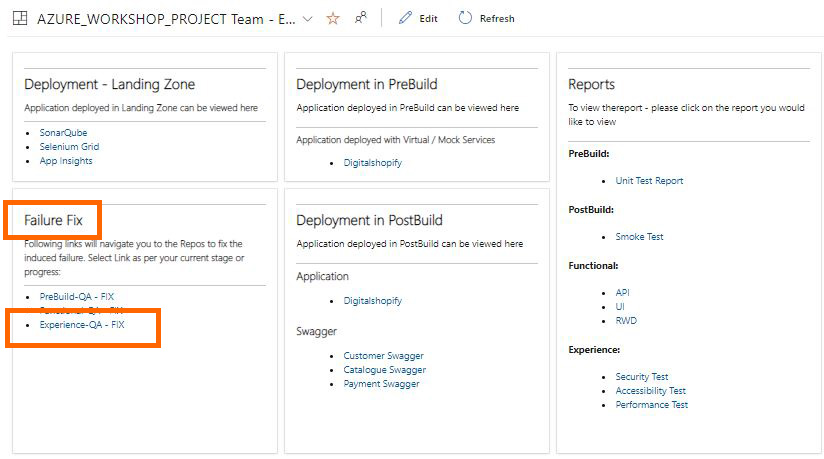 AZURE_WORKSHOP_PROJECT Team - E...
Edit
Refresh
Deployment - Landing Zone
Application deployed in Landing Zone can be viewed here
SonarQube
Selenium Grid
App Insights
Failure Fix
Following links will navigate you to the Repos to fix the
induced failure. Select Link as per your current stage or
progress:
PreBuild-QA - FIX
Experience-QA - FIX
Deployment in PreBuild
Application deployed in PreBuild can be viewed here
Application deployed with Virtual / Mock Services
Digitalshopify
Deployment in PostBuild
Application deployed in PostBuild can be viewed here
Application
Digitalshopify
Swagger
Customer Swagger
Catalogue Swagger
Payment Swagger
Reports
To view thereport - please click on the report you would
like to view
PreBuild:
Unit Test Report
PostBuild:
Smoke Test
Functional:
API
UI
RWD
Experience:
Security Test
Accessibility Test
Performance Test